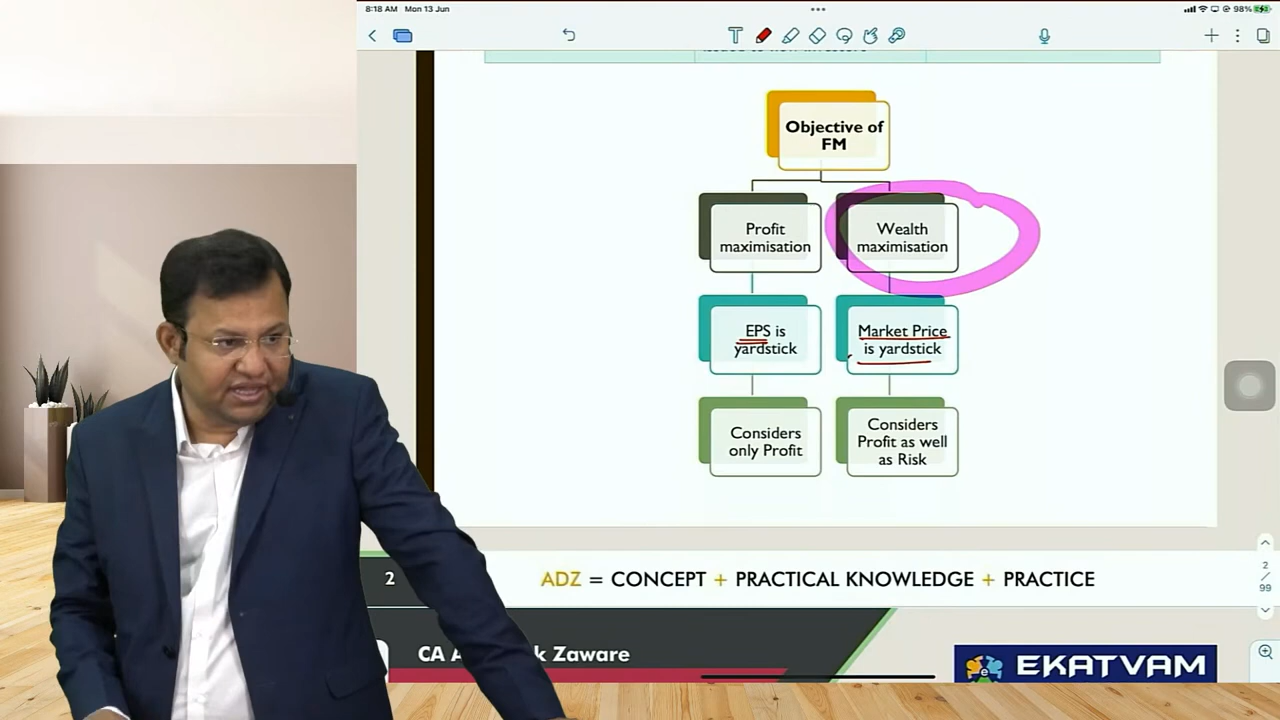 8:18 AM Mon 13 Jun
98%
Objective of
FM
Profit
maximisation
Wealth
maximisation
EPS is
yardstick
Market Price
is yardstick
Considers
only Profit
Considers
Profit as well
as Risk
2
/
99
2
ADZ = CONCEPT + PRACTICAL KNOWLEDGE + PRACTICE
CA A k Zaware
EKATVAM